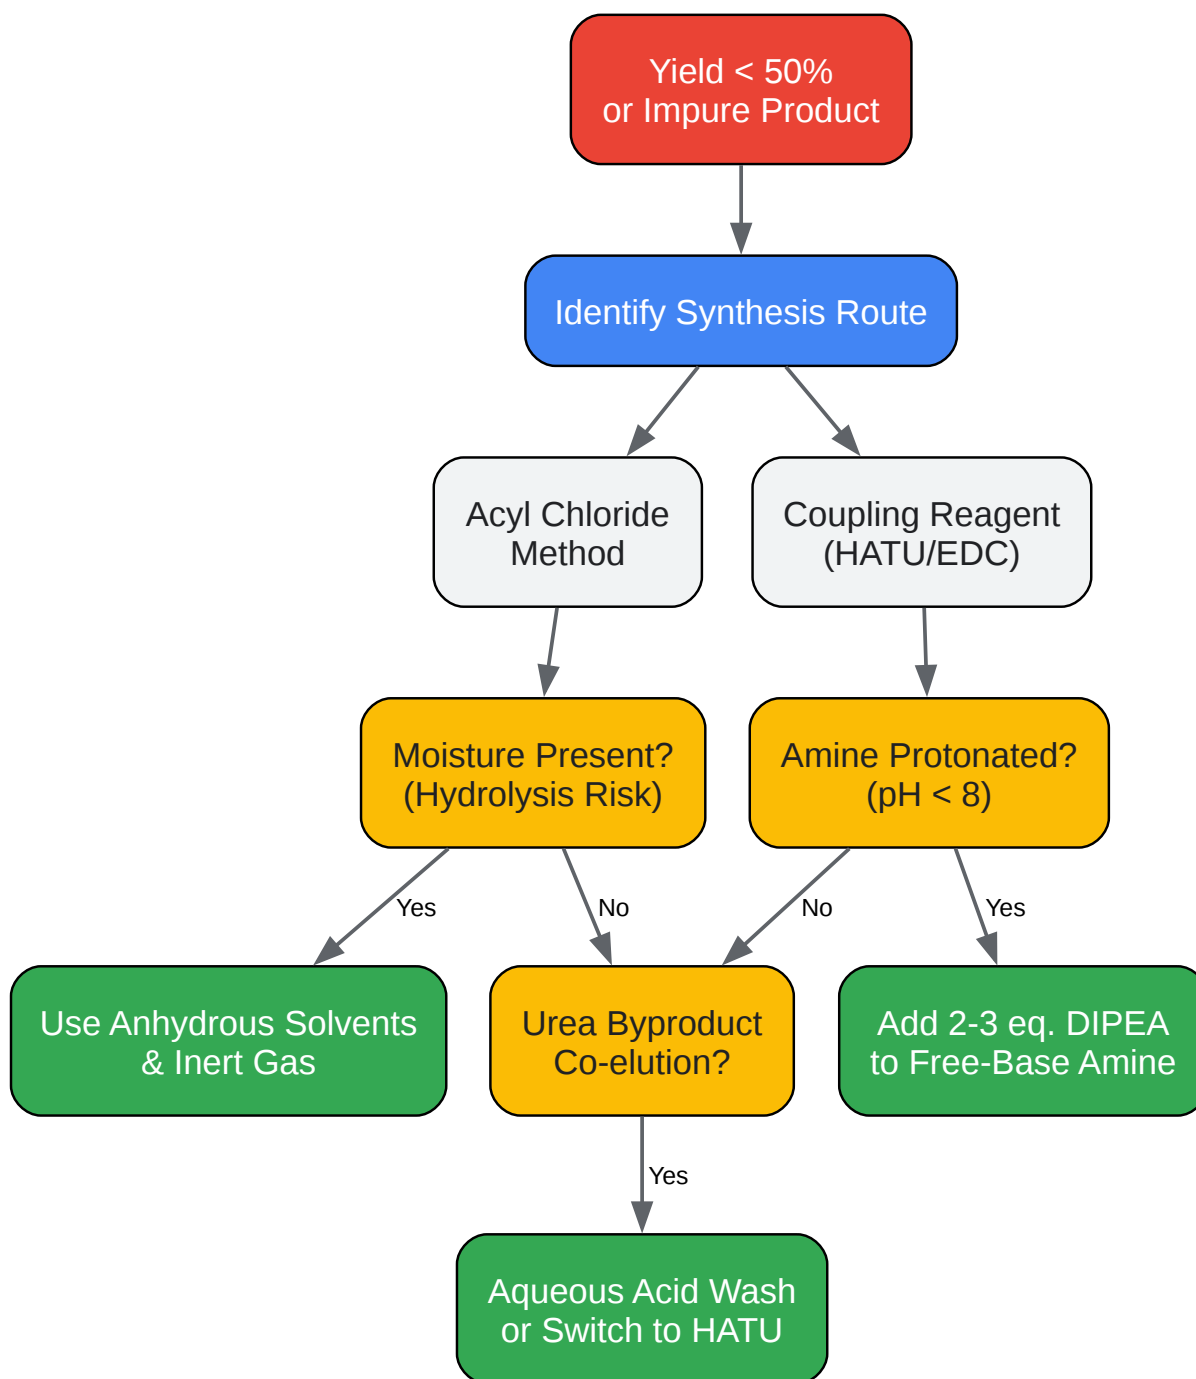 Yield < 50%
or Impure Product
Identify Synthesis Route
Acyl Chloride
Method
Coupling Reagent
(HATU/EDC)
Moisture Present?
(Hydrolysis Risk)
Amine Protonated?
(pH < 8)
Yes
No
No
Yes
Use Anhydrous Solvents
& Inert Gas
Urea Byproduct
Co-elution?
Add 2-3 eq. DIPEA
to Free-Base Amine
Yes
Aqueous Acid Wash
or Switch to HATU